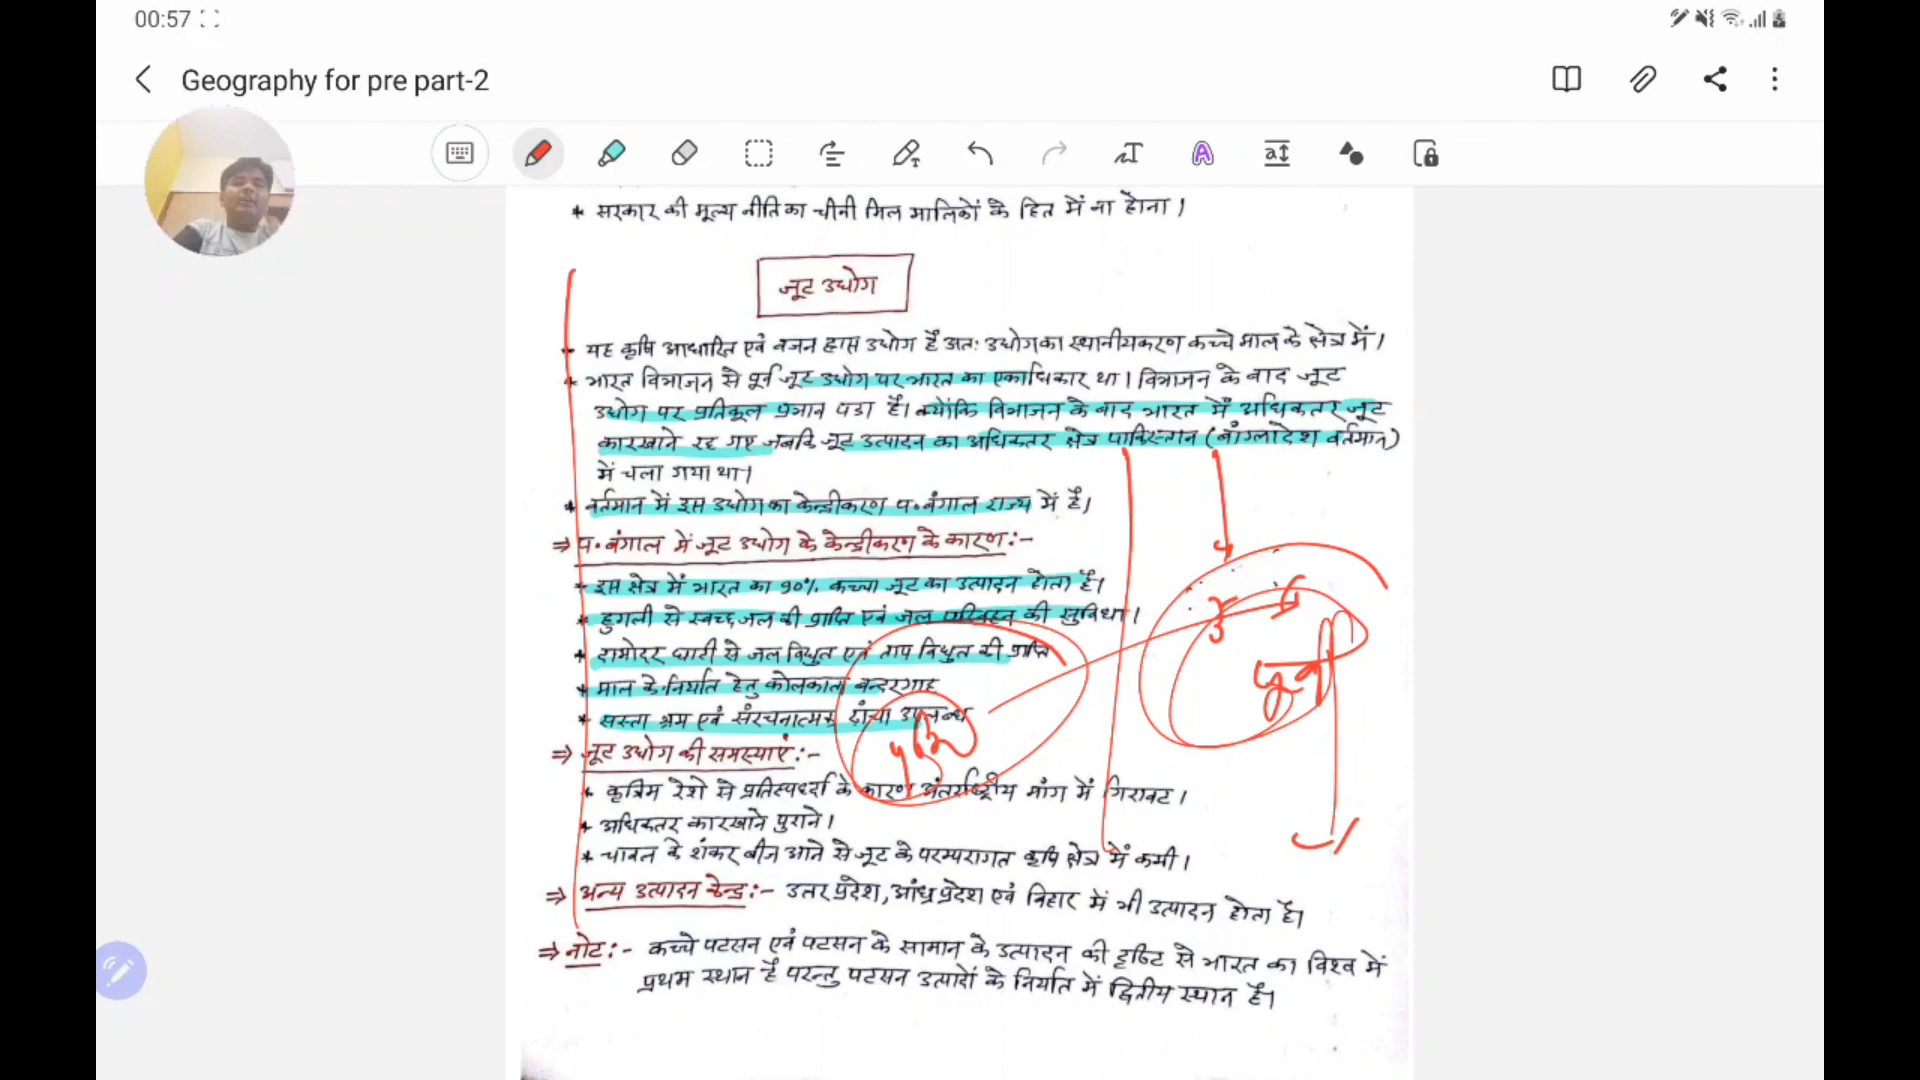 00:57
Geography for pre part-2
* सरकार की मूल्य नीति का चीनी मिल मालिकों के हित में ना होना।
जूट उद्योग
* यह कृषि आधारित एवं वजन ह्रास उद्योग है अतः उद्योग का स्थानीयकरण कच्चे माल के क्षेत्र में।
* भारत विभाजन से पूर्व जूट उद्योग पर भारत का एकाधिकार था। विभाजन के बाद जूट
उद्योग पर प्रतिकूल प्रभाव पडा है। क्योंकि विभाजन के बाद भारत में अधिकतर जूट
कारखाने रह गए जबकि जूट उत्पादन का अधिकतर क्षेत्र पाकिस्तान (बांग्लादेश वर्तमान)
में चला गया था।
* वर्तमान में इस उद्योग का केन्द्रीकरण प. बंगाल राज्य में है।
⇒ प. बंगाल में जूट उद्योग के केन्द्रीकरण के कारण :-
* इस क्षेत्र में भारत का 90% कच्चा जूट का उत्पादन होता है।
* हुगली से स्वच्छ जल की प्राप्ति एवं जल परिवहन की सुविधा।
* दामोदर घाटी से जल विधुत एवं ताप विधुत की प्राप्ति
* माल के निर्यात हेतु कोलकाता बन्दरगाह
* सस्ता श्रम एवं संरचनात्मक ढांचा उपलब्ध
पूर्वी
⇒ जूट उद्योग की समस्याएं :-
* कृत्रिम रेशे से प्रतिस्पर्धा के कारण अंतर्राष्ट्रीय मांग में गिरावट।
* अधिकतर कारखाने पुराने।
* चावल के शंकर बीज आने से जूट के परम्परागत कृषि क्षेत्र में कमी।
⇒ अन्य उत्पादन केन्द्र :- उत्तर प्रदेश, आंध्र प्रदेश एवं बिहार में भी उत्पादन होता है।
⇒ नोट :- कच्चे पटसन एवं पटसन के सामान के उत्पादन की दृष्टि से भारत का विश्व में
प्रथम स्थान है परन्तु पटसन उत्पादों के निर्यात में द्वितीय स्थान है।